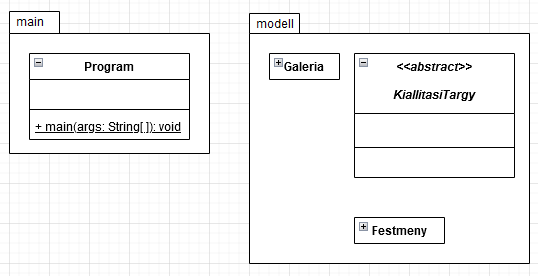 main
Program
+ main(args: String[ ]): void
modell
Galeria
<<abstract>>
KiallitasiTargy
Festmeny